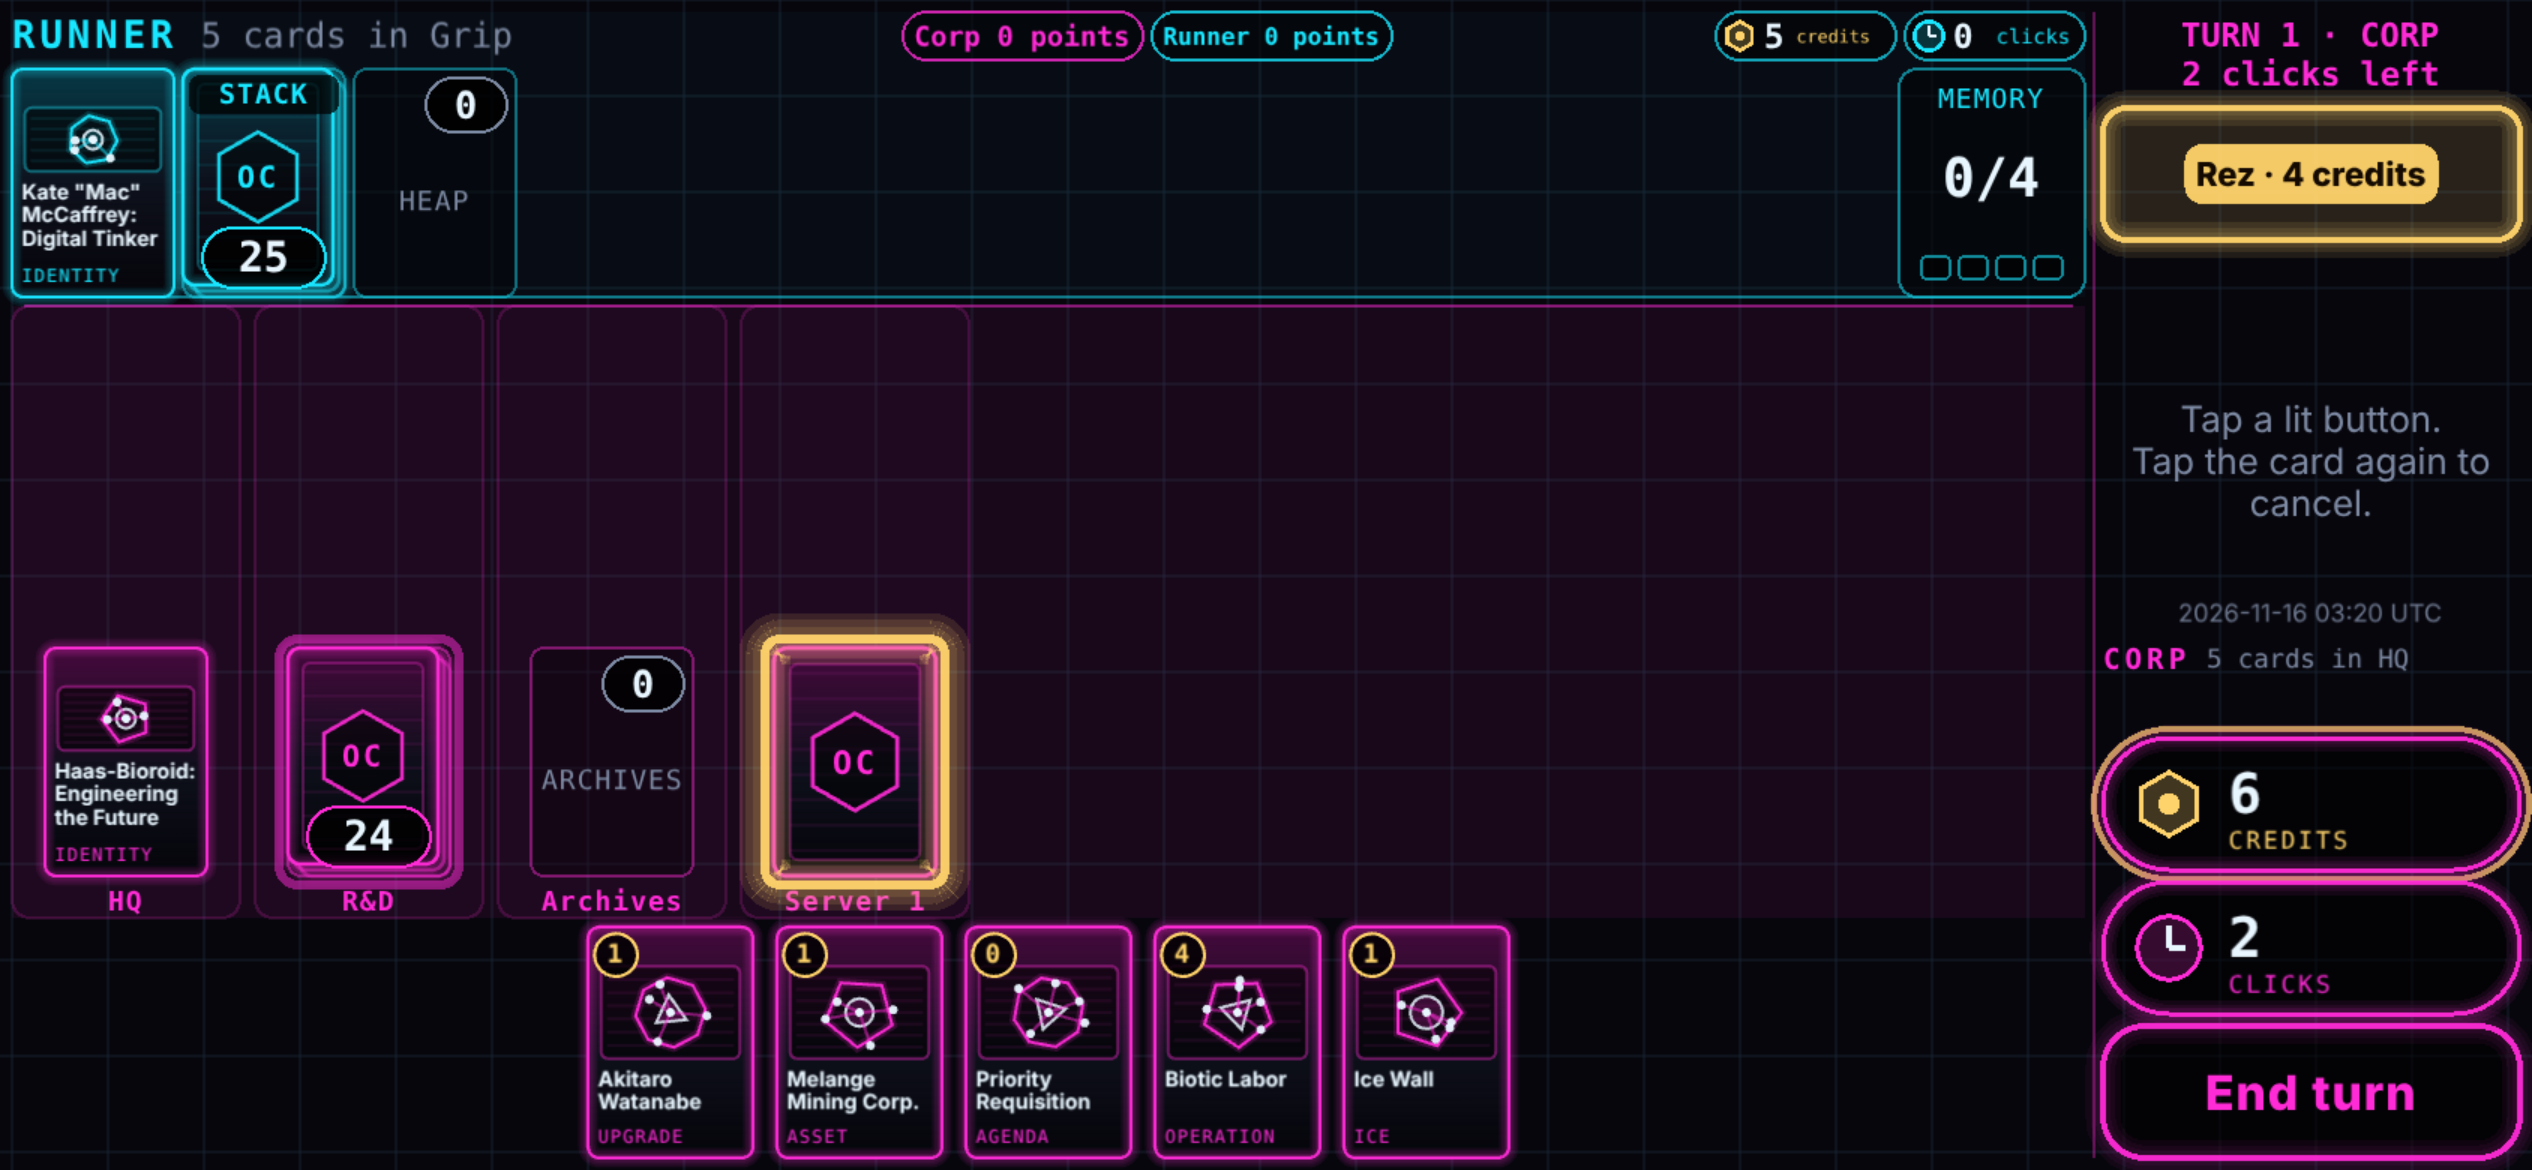 RUNNER 5 cards in Grip
Corp 0 points
Runner 0 points
5 credits
0 clicks
TURN 1 · CORP
2 clicks left
Kate "Mac"
McCaffrey:
Digital Tinker
IDENTITY
STACK
OC
25
0
HEAP
MEMORY
0/4
Rez · 4 credits
Tap a lit button.
Tap the card again to
cancel.
2026-11-16 03:20 UTC
CORP 5 cards in HQ
Haas-Bioroid:
Engineering
the Future
IDENTITY
HQ
OC
24
R&D
0
ARCHIVES
Archives
OC
Server 1
6
CREDITS
2
CLICKS
End turn
1
Akitaro
Watanabe
UPGRADE
1
Melange
Mining Corp.
ASSET
0
Priority
Requisition
AGENDA
4
Biotic Labor
OPERATION
1
Ice Wall
ICE